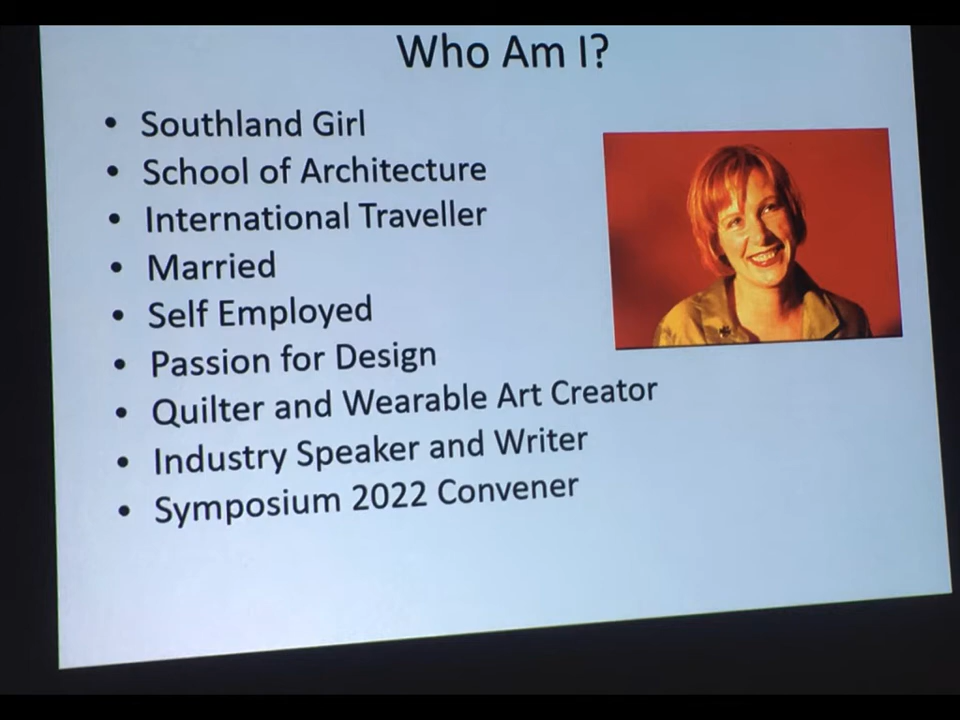 Who Am I?
• Southland Girl
• School of Architecture
• International Traveller
• Married
• Self Employed
• Passion for Design
• Quilter and Wearable Art Creator
• Industry Speaker and Writer
• Symposium 2022 Convener